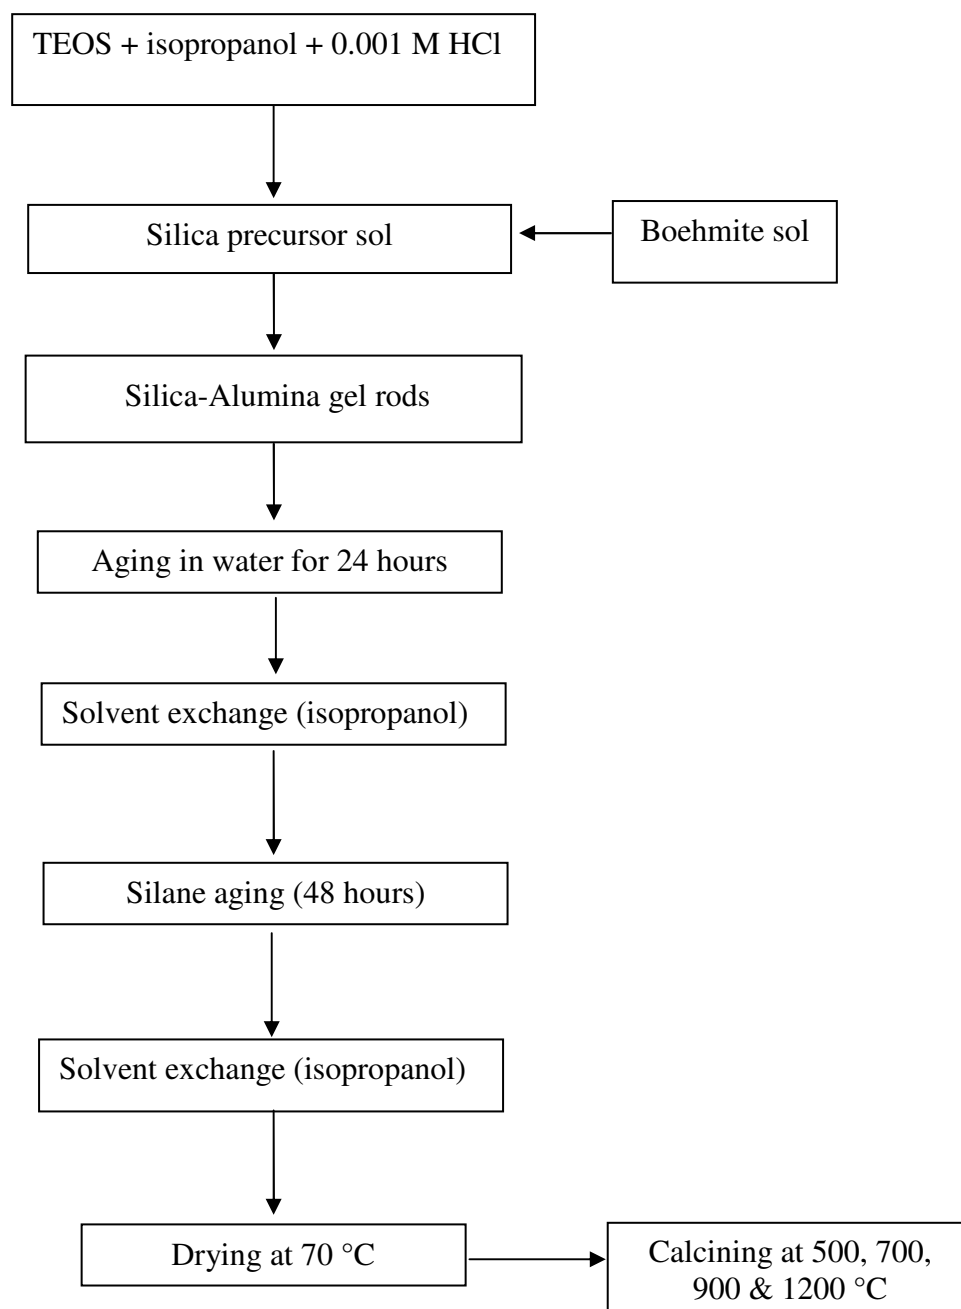 TEOS + isopropanol + 0.001 M HCl
Silica precursor sol
Boehmite sol
Silica-Alumina gel rods
Aging in water for 24 hours
Solvent exchange (isopropanol)
Silane aging (48 hours)
Solvent exchange (isopropanol)
Drying at 70 °C
Calcining at 500, 700,
900 & 1200 °C